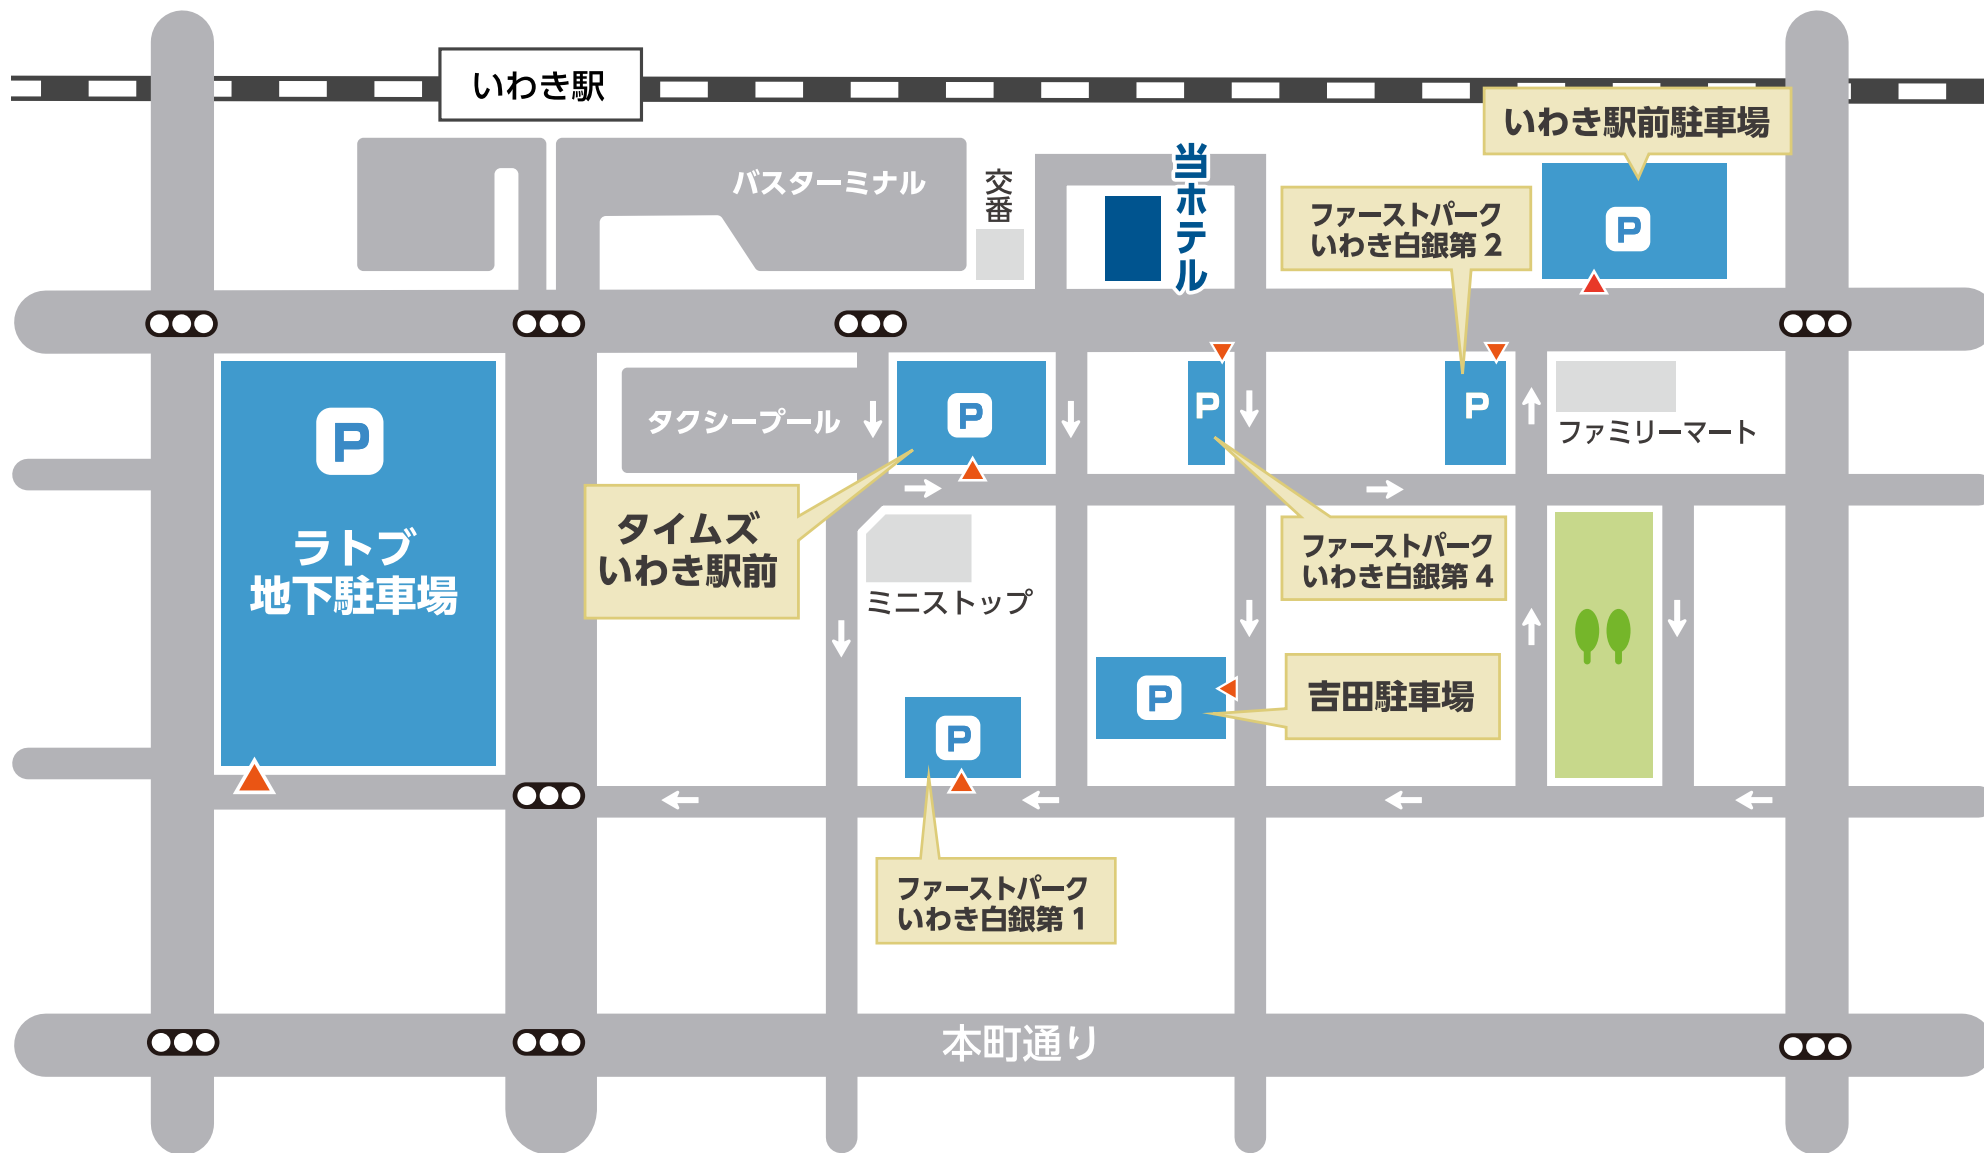 いわき駅
いわき駅前駐車場
バスターミナル
交番
当ホテル
P
ファーストパーク
いわき白銀第2
P
P
P
P
タクシープール
ファミリーマート
ラトブ
地下駐車場
タイムズ
いわき駅前
ファーストパーク
いわき白銀第4
ミニストップ
P
吉田駐車場
P
ファーストパーク
いわき白銀第1
本町通り